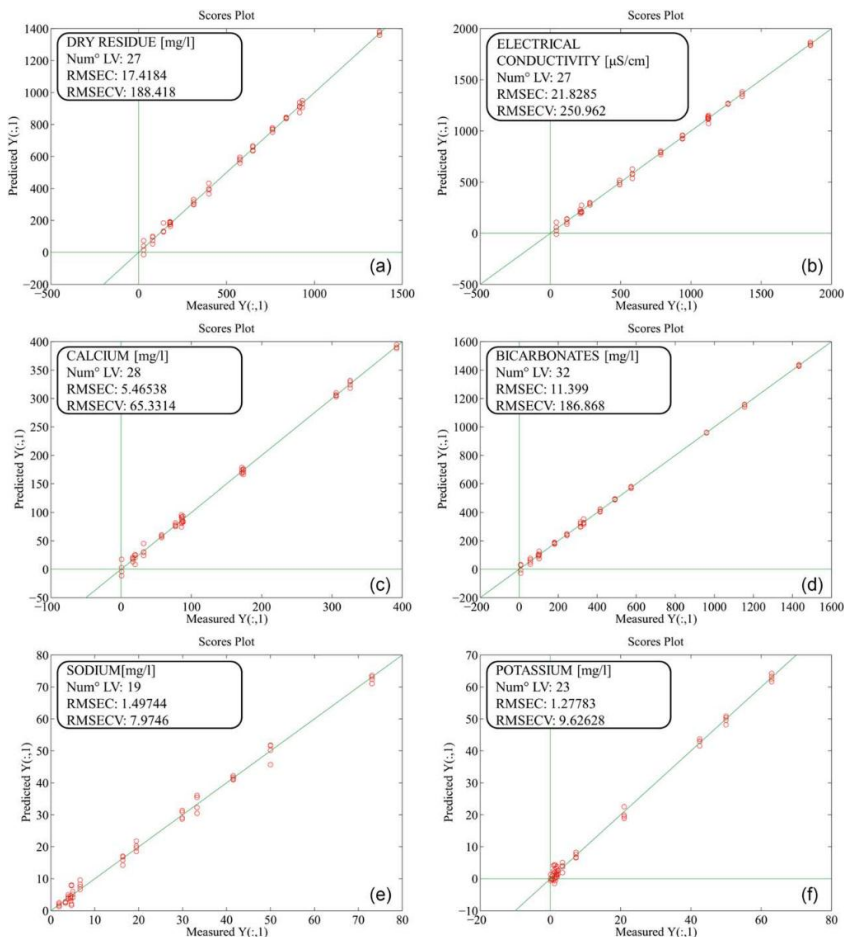 Scores Plot
DRY RESIDUE [mg/l]
Num° LV: 27
RMSEC: 17.4184
RMSECV: 188.418
1400
1200
1000
800
600
400
200
0
−200
−500
0
500
1000
1500
Predicted Y(:,1)
Measured Y(:,1)
(a)
Scores Plot
ELECTRICAL
CONDUCTIVITY [µS/cm]
Num° LV: 27
RMSEC: 21.8285
RMSECV: 250.962
2000
1500
1000
500
0
−500
−500
0
500
1000
1500
2000
Predicted Y(:,1)
Measured Y(:,1)
(b)
Scores Plot
CALCIUM [mg/l]
Num° LV: 28
RMSEC: 5.46538
RMSECV: 65.3314
400
350
300
250
200
150
100
50
0
−50
−100
0
100
200
300
400
Predicted Y(:,1)
Measured Y(:,1)
(c)
Scores Plot
BICARBONATES [mg/l]
Num° LV: 32
RMSEC: 11.399
RMSECV: 186.868
1600
1400
1200
1000
800
600
400
200
0
−200
−200
0
200
400
600
800
1000
1200
1400
1600
Predicted Y(:,1)
Measured Y(:,1)
(d)
Scores Plot
SODIUM[mg/l]
Num° LV: 19
RMSEC: 1.49744
RMSECV: 7.9746
80
70
60
50
40
30
20
10
0
0
10
20
30
40
50
60
70
80
Predicted Y(:,1)
Measured Y(:,1)
(e)
Scores Plot
POTASSIUM [mg/l]
Num° LV: 23
RMSEC: 1.27783
RMSECV: 9.62628
70
60
50
40
30
20
10
0
−10
−20
0
20
40
60
80
Predicted Y(:,1)
Measured Y(:,1)
(f)